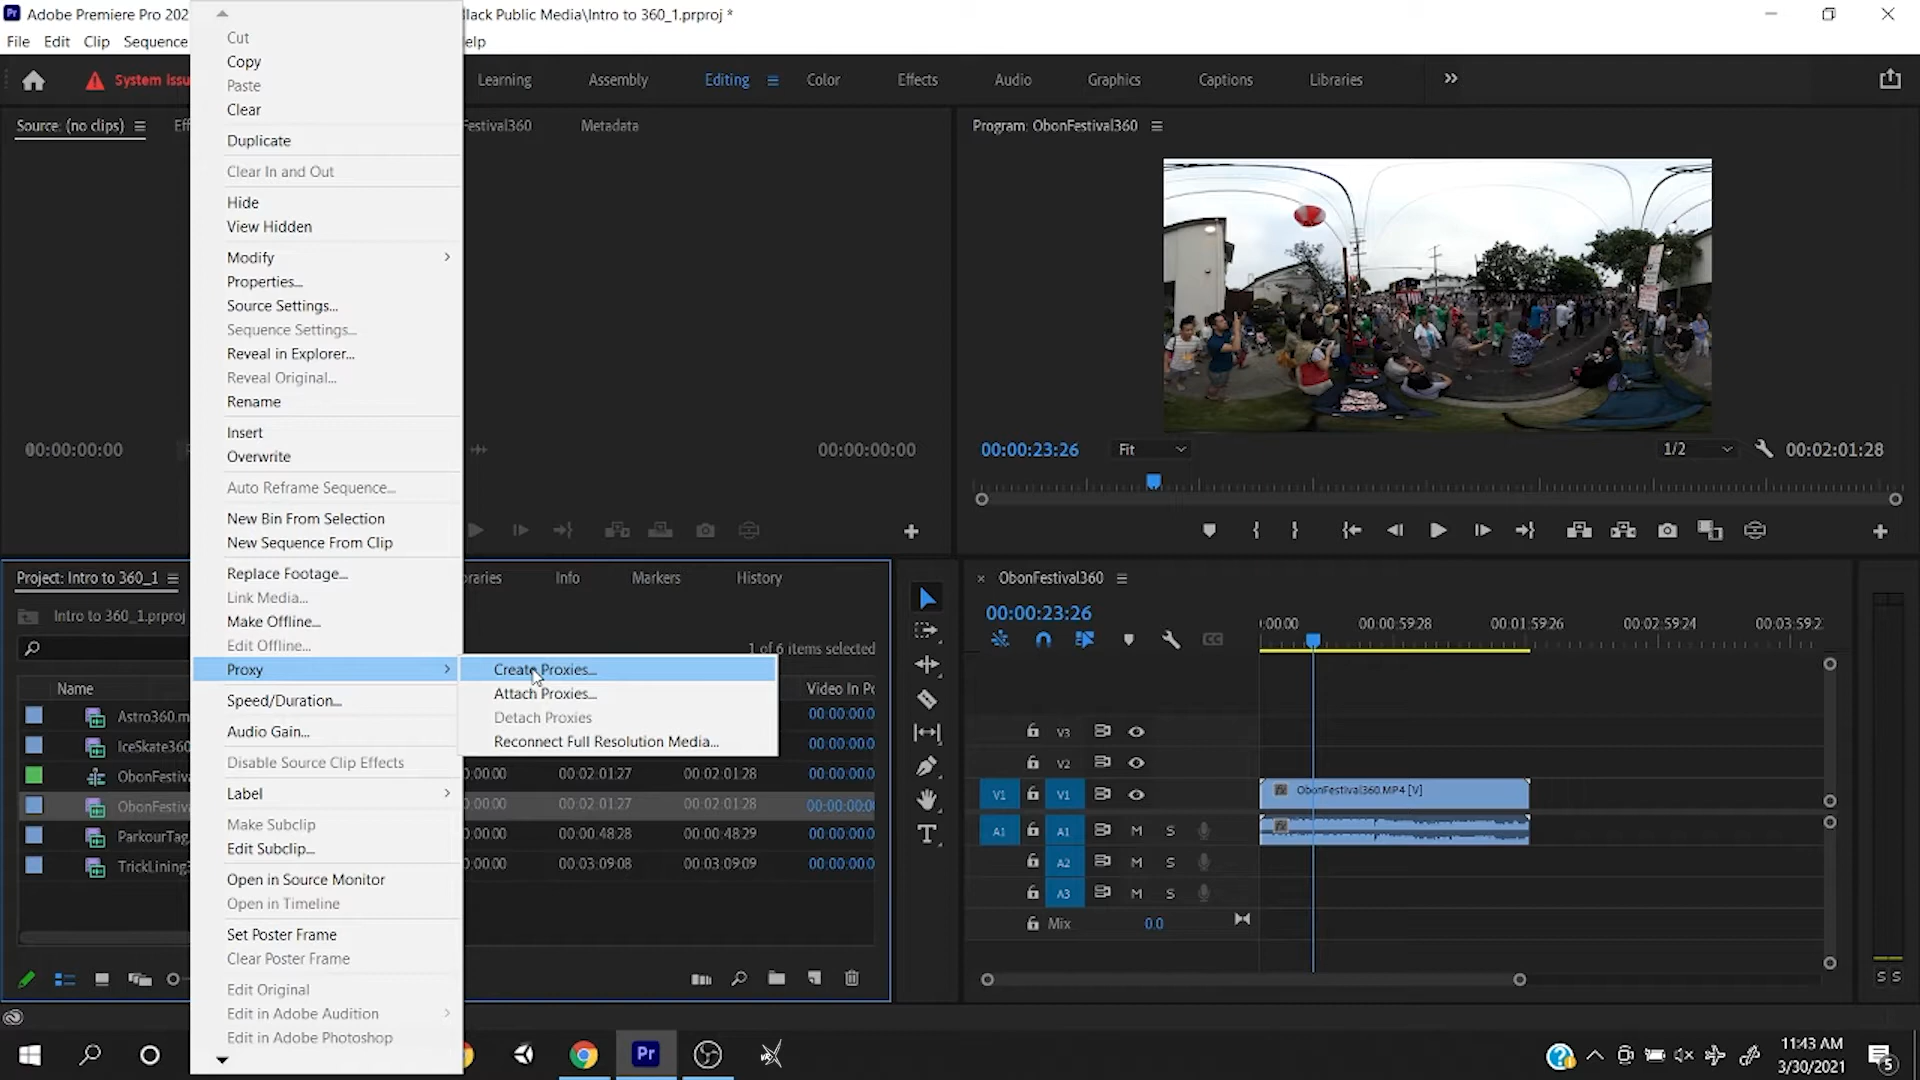 Adobe Premiere Pro 202
lack Public Media\Intro to 360_1.prproj *
File Edit Clip Sequence
elp
System Issu
Learning Assembly Editing Color Effects Audio Graphics Captions Libraries
Source: (no clips)
Eff
Festival360
Metadata
Program: ObonFestival360
Cut
Copy
Paste
Clear
Duplicate
Clear In and Out
Hide
View Hidden
Modify
Properties...
Source Settings...
Sequence Settings...
Reveal in Explorer...
Reveal Original...
Rename
Insert
Overwrite
Auto Reframe Sequence...
New Bin From Selection
New Sequence From Clip
Replace Footage...
Link Media...
Make Offline...
Edit Offline...
Proxy
Speed/Duration...
Audio Gain...
Disable Source Clip Effects
Label
Make Subclip
Edit Subclip...
Open in Source Monitor
Open in Timeline
Set Poster Frame
Clear Poster Frame
Edit Original
Edit in Adobe Audition
Edit in Adobe Photoshop
Create Proxies...
Attach Proxies...
Detach Proxies
Reconnect Full Resolution Media...
00:00:00:00
00:00:00:00
00:00:23:26 Fit 1/2 00:02:01:28
Project: Intro to 360_1
raries Info Markers History
Intro to 360_1.prproj
1 of 6 items selected
Name
Video In Po
Astro360.m
00:00:00:0
IceSkate360
00:00:00:0
ObonFestiva
0:00:00 00:02:01:27 00:02:01:28
ObonFestiva
0:00:00 00:02:01:27 00:02:01:28 00:00:00:0
ParkourTag
0:00:00 00:00:48:28 00:00:48:29 00:00:00:0
TrickLining3
0:00:00 00:03:09:08 00:03:09:09 00:00:00:0
× ObonFestival360
00:00:23:26
:00:00 00:00:59:28 00:01:59:26 00:02:59:24 00:03:59:2
CC
V3
V2
V1 V1
fx ObonFestival360.MP4 [V]
A1 A1 M S
fx
A2 M S
A3 M S
Mix 0.0
S S
Pr
11:43 AM
3/30/2021
5